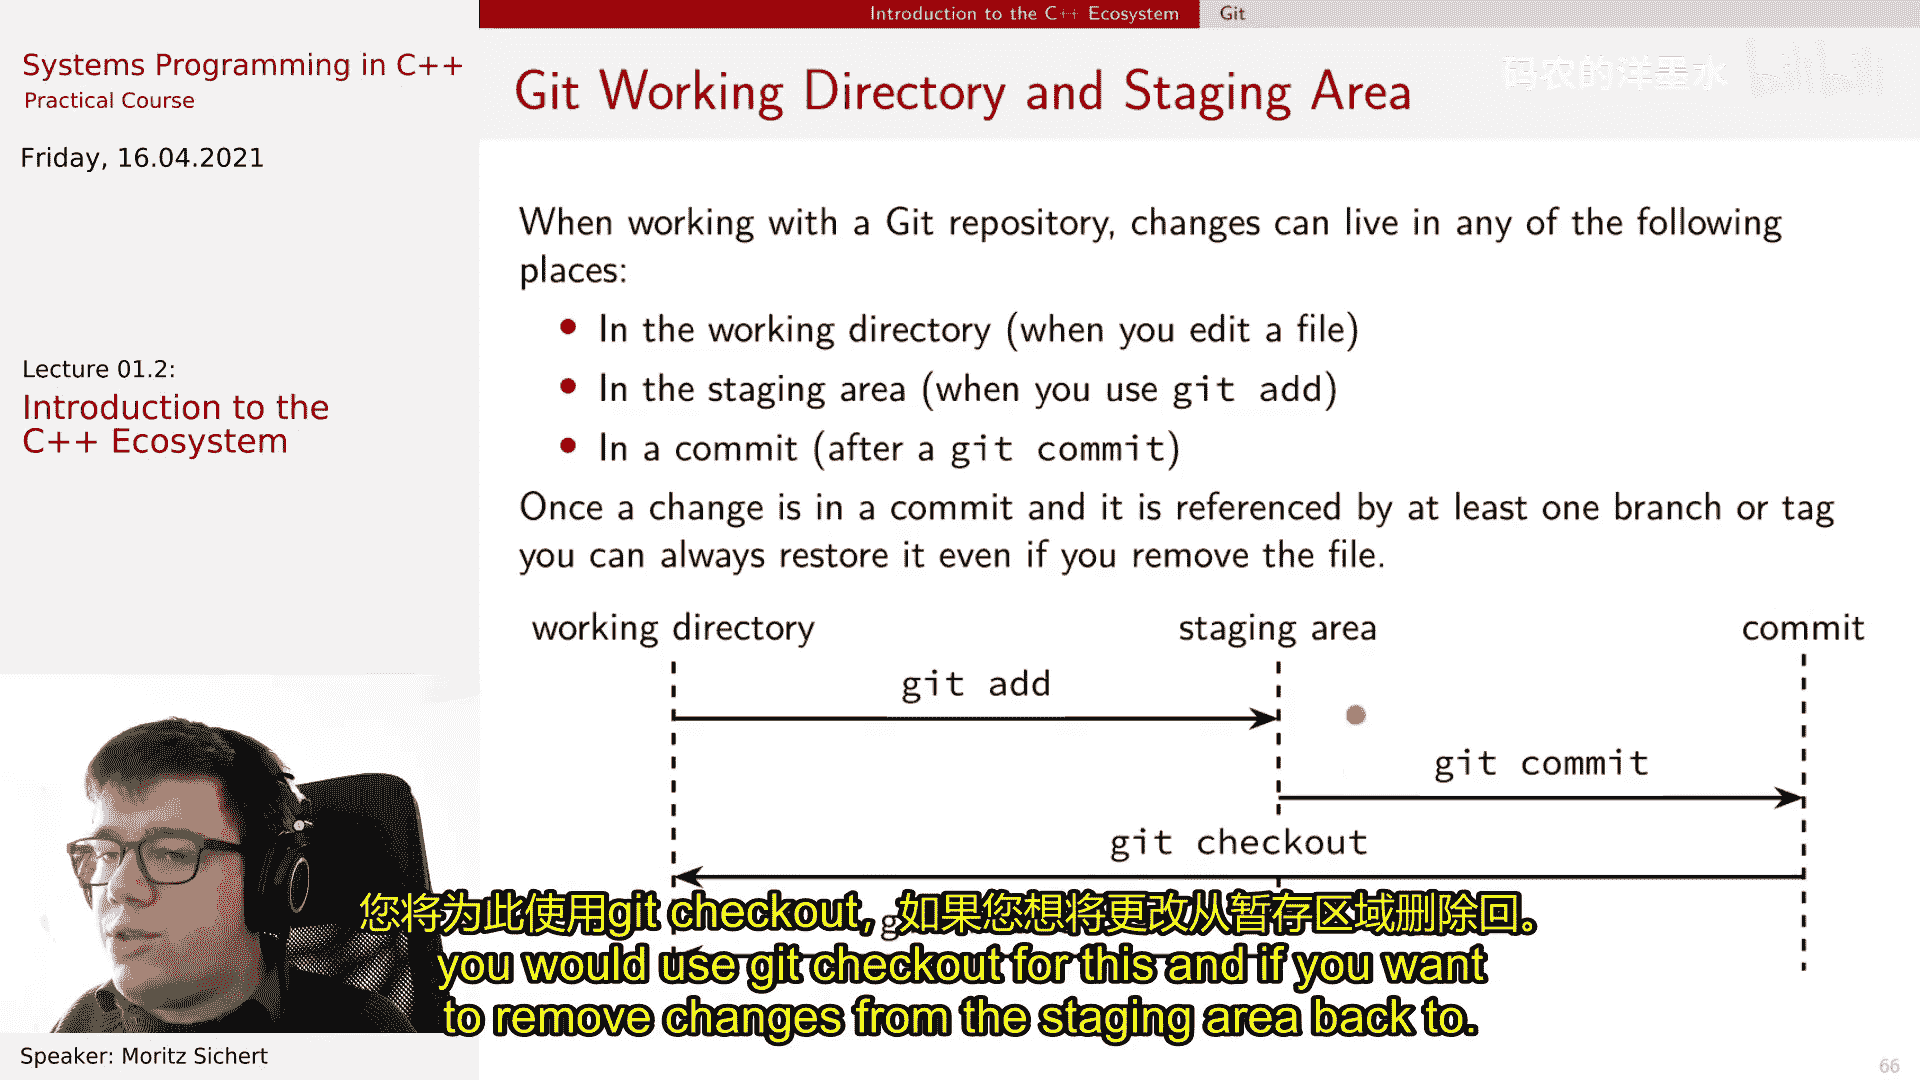 Introduction to the C++ Ecosystem
Git
Systems Programming in C++
Practical Course
Friday, 16.04.2021
Lecture 01.2:
Introduction to the
C++ Ecosystem
Git Working Directory and Staging Area
码农的洋墨水
When working with a Git repository, changes can live in any of the following
places:
• In the working directory (when you edit a file)
• In the staging area (when you use git add)
• In a commit (after a git commit)
Once a change is in a commit and it is referenced by at least one branch or tag
you can always restore it even if you remove the file.
working directory
staging area
commit
git add
git commit
git checkout
您将为此使用git checkout, 如果您想将更改从暂存区域删除回。
you would use git checkout for this and if you want
to remove changes from the staging area back to.
Speaker: Moritz Sichert
66